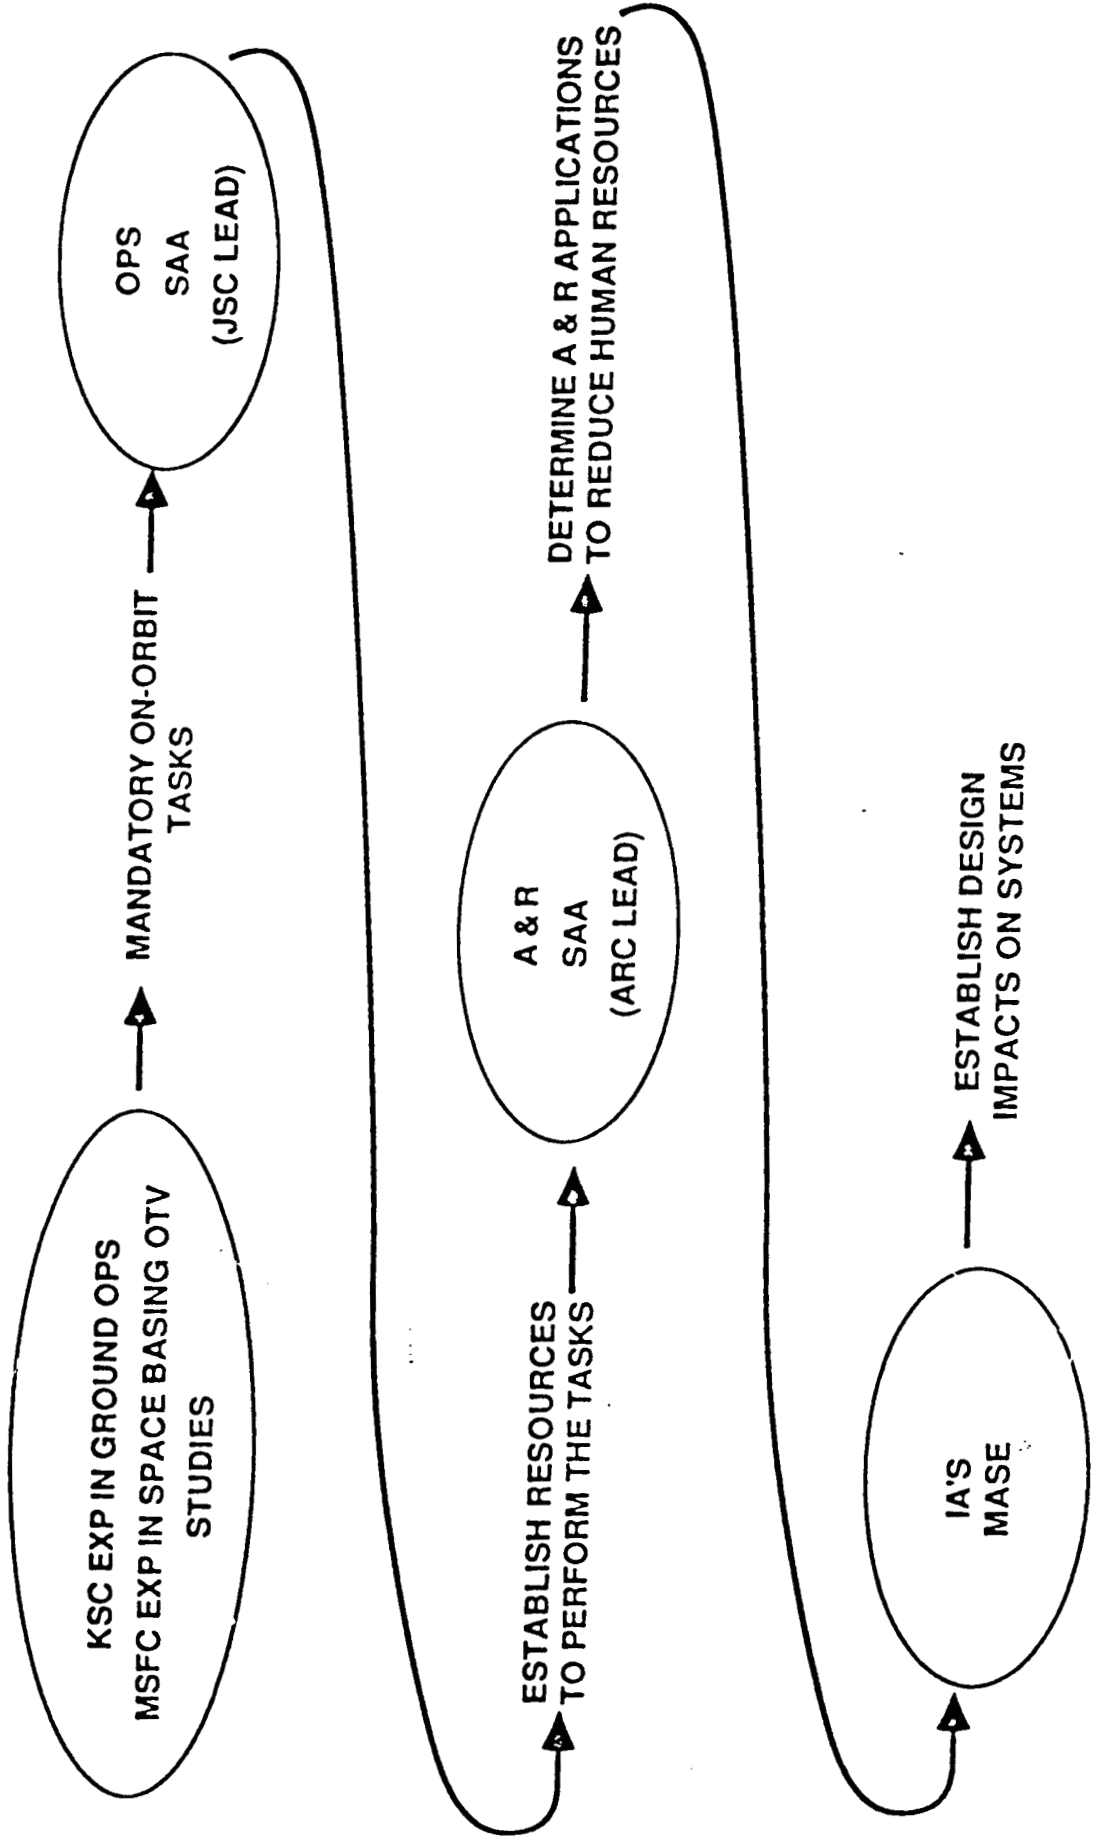 KSC EXP IN GROUND OPS
MSFC EXP IN SPACE BASING OTV
STUDIES
MANDATORY ON-ORBIT
TASKS
OPS
SAA
(JSC LEAD)
ESTABLISH RESOURCES
TO PERFORM THE TASKS
A & R
SAA
(ARC LEAD)
DETERMINE A & R APPLICATIONS
TO REDUCE HUMAN RESOURCES
IA'S
MASE
ESTABLISH DESIGN
IMPACTS ON SYSTEMS